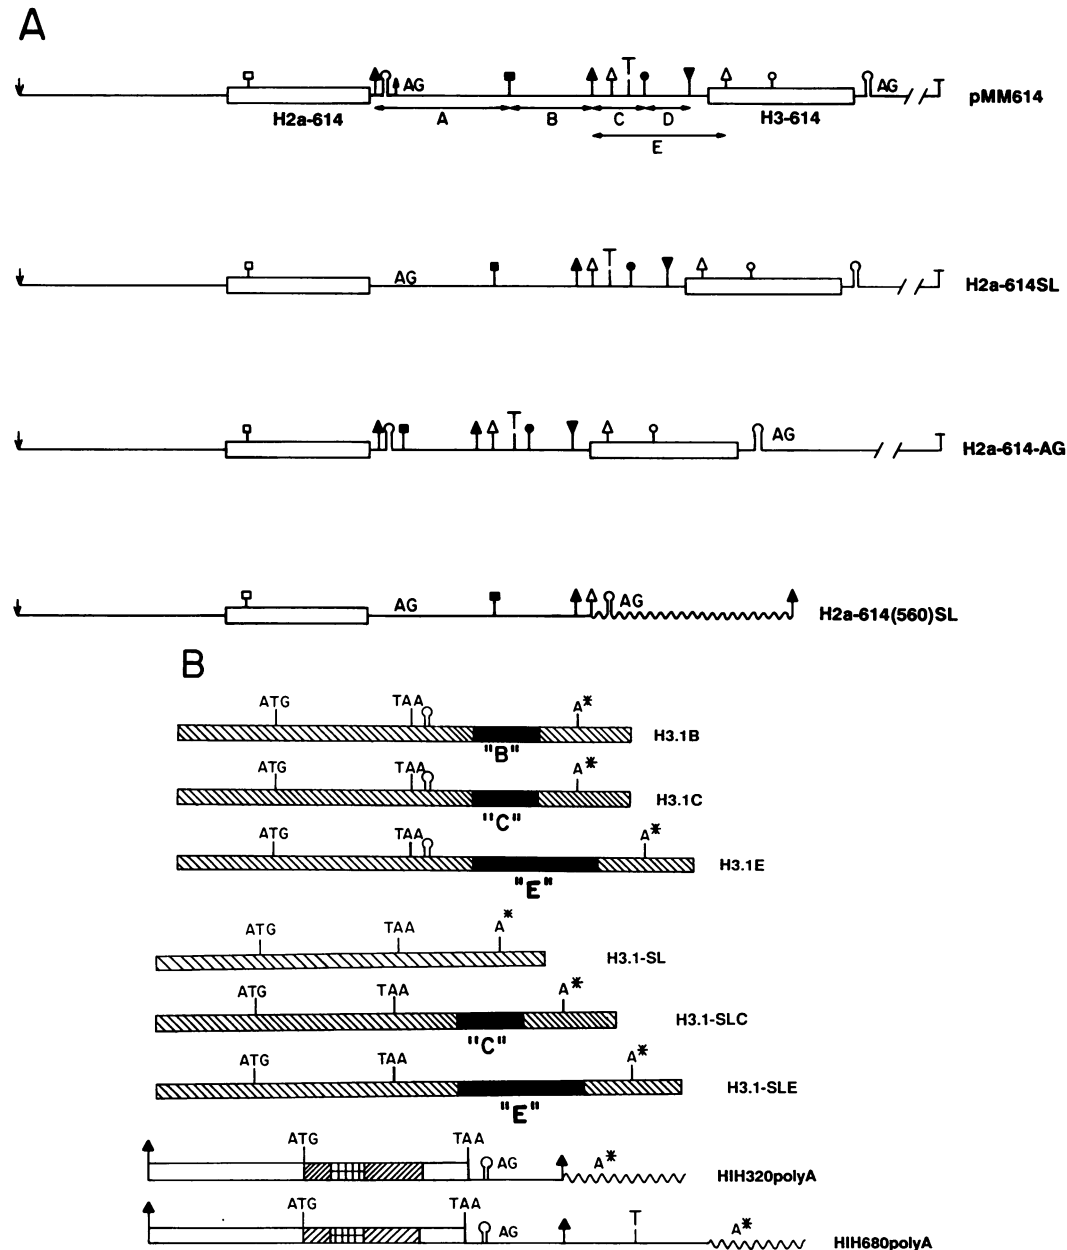 A
AG AG pMM614
H2a-614 A B C D H3-614
E
AG H2a-614SL
AG H2a-614-AG
AG AG H2a-614(560)SL
B
ATG TAA A* H3.1B
"B"
ATG TAA A* H3.1C
"C"
ATG TAA A* H3.1E
"E"
ATG TAA A* H3.1-SL
ATG TAA A* H3.1-SLC
"C"
ATG TAA A* H3.1-SLE
"E"
ATG TAA AG A* HIH320polyA
ATG TAA AG A* HIH680polyA